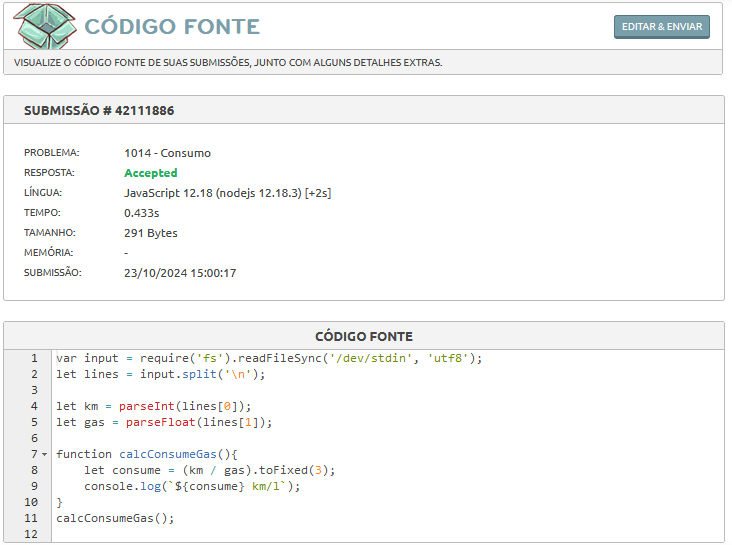 CÓDIGO FONTE
EDITAR & ENVIAR
VISUALIZE O CÓDIGO FONTE DE SUAS SUBMISSÕES, JUNTO COM ALGUNS DETALHES EXTRAS.
SUBMISSÃO # 42111886
PROBLEMA: 1014 - Consumo
RESPOSTA: Accepted
LÍNGUA: JavaScript 12.18 (nodejs 12.18.3) [+2s]
TEMPO: 0.433s
TAMANHO: 291 Bytes
MEMÓRIA: -
SUBMISSÃO: 23/10/2024 15:00:17
CÓDIGO FONTE
1 var input = require('fs').readFileSync('/dev/stdin', 'utf8');
2 let lines = input.split('\n');
3
4 let km = parseInt(lines[0]);
5 let gas = parseFloat(lines[1]);
6
7 function calcConsumeGas(){
8     let consume = (km / gas).toFixed(3);
9     console.log(`${consume} km/l`);
10 }
11 calcConsumeGas();
12